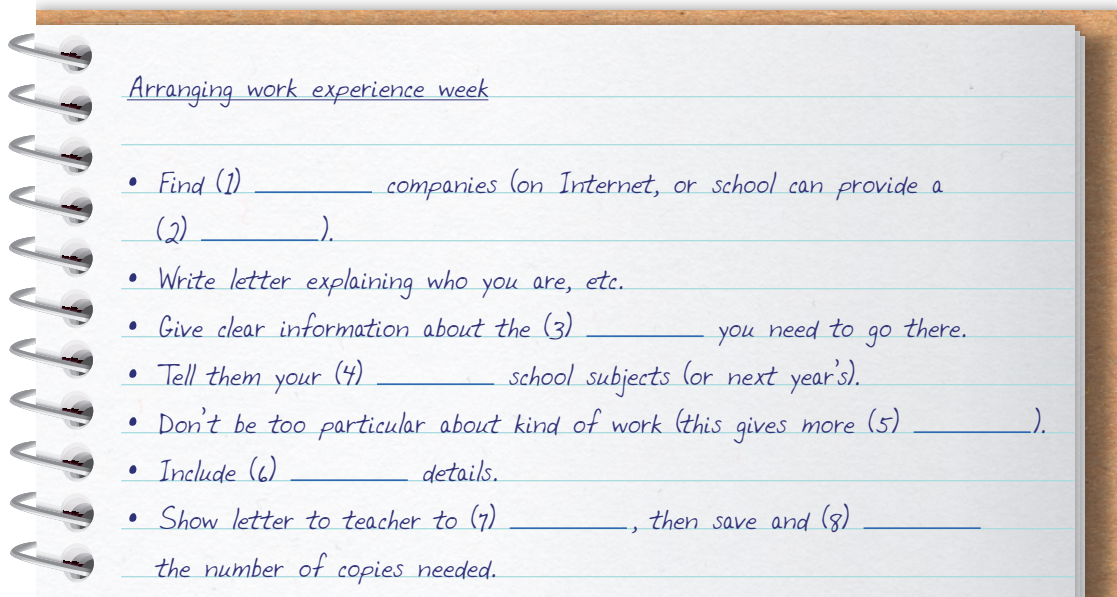 Arranging work experience week
• Find (1) ________ companies (on Internet, or school can provide a
(2) ________).
• Write letter explaining who you are, etc.
• Give clear information about the (3) ________ you need to go there.
• Tell them your (4) ________ school subjects (or next year's).
• Don't be too particular about kind of work (this gives more (5) ________).
• Include (6) ________ details.
• Show letter to teacher to (7) ________, then save and (8) ________
the number of copies needed.